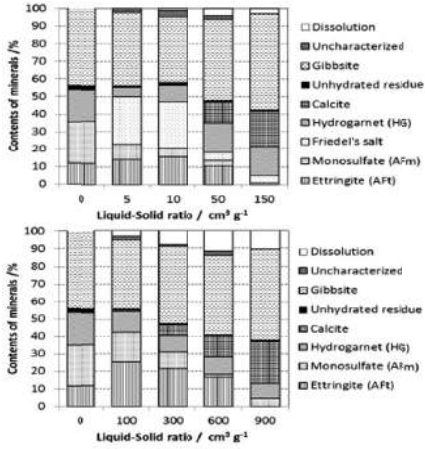 Contents of minerals /%
100
90
80
70
60
50
40
30
20
10
0
0 5 10 50 150
Liquid-Solid ratio / cm³ g⁻¹
Dissolution
Uncharacterized
Gibbsite
Unhydrated residue
Calcite
Hydrogarnet (HG)
Friedel's salt
Monosulfate (AFm)
Ettringite (AFt)
Contents of minerals /%
100
90
80
70
60
50
40
30
20
10
0
0 100 300 600 900
Liquid-Solid ratio / cm³ g⁻¹
Dissolution
Uncharacterized
Gibbsite
Unhydrated residue
Calcite
Hydrogarnet (HG)
Monosulfate (AFm)
Ettringite (AFt)